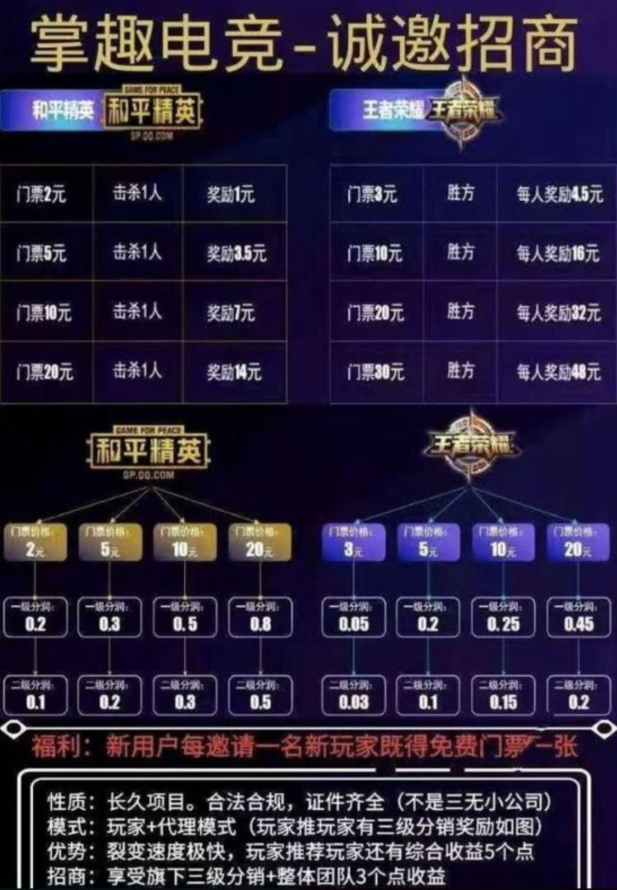 掌趣电竞-诚邀招商
和平精英 GAME FOR PEACE 和平精英 GP.QQ.COM
王者荣耀 王者荣耀
门票2元 击杀1人 奖励1元
门票5元 击杀1人 奖励3.5元
门票10元 击杀1人 奖励7元
门票20元 击杀1人 奖励14元
门票3元 胜方 每人奖励4.5元
门票10元 胜方 每人奖励16元
门票20元 胜方 每人奖励32元
门票30元 胜方 每人奖励48元
GAME FOR PEACE
和平精英
GP.QQ.COM
门票价格: 门票价格: 门票价格: 门票价格:
2元 5元 10元 20元
一级分润: 一级分润: 一级分润: 一级分润:
0.2 0.3 0.5 0.8
二级分润: 二级分润: 二级分润: 二级分润:
0.1 0.2 0.3 0.5
王者荣耀
门票价格: 门票价格: 门票价格: 门票价格:
3元 5元 10元 20元
一级分润: 一级分润: 一级分润: 一级分润:
0.05 0.2 0.25 0.45
二级分润: 二级分润: 二级分润: 二级分润:
0.03 0.1 0.15 0.2
福利：新用户每邀请一名新玩家既得免费门票一张
性质：长久项目。合法合规，证件齐全（不是三无小公司）
模式：玩家+代理模式（玩家推玩家有三级分销奖励如图）
优势：裂变速度极快，玩家推荐玩家还有综合收益5个点
招商：享受旗下三级分销+整体团队3个点收益